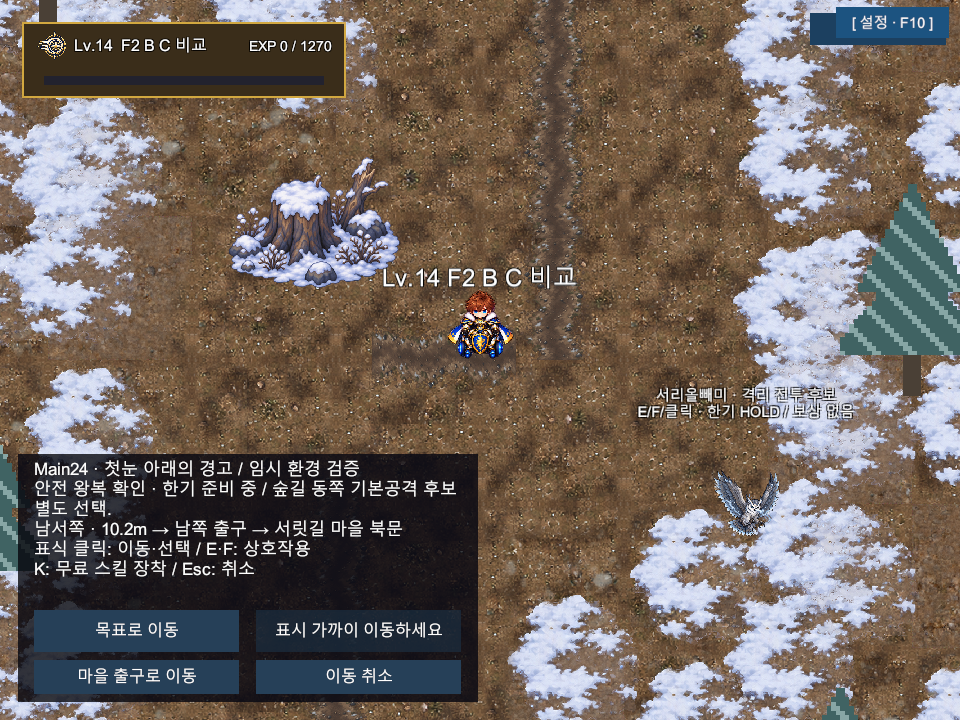 Lv.14 F2 B C 비교
EXP 0 / 1270
[ 설정 · F10 ]
Lv.14 F2 B C 비교
서리올빼미 · 격리 전투 후보
E/F/클릭 · 한기 HOLD / 보상 없음
Main24 · 첫눈 아래의 경고 / 임시 환경 검증
안전 왕복 확인 · 한기 준비 중 / 숲길 동쪽 기본공격 후보
별도 선택.
남서쪽 · 10.2m → 남쪽 출구 → 서릿길 마을 북문
표식 클릭: 이동·선택 / E·F: 상호작용
K: 무료 스킬 장착 / Esc: 취소
목표로 이동
표시 가까이 이동하세요
마을 출구로 이동
이동 취소